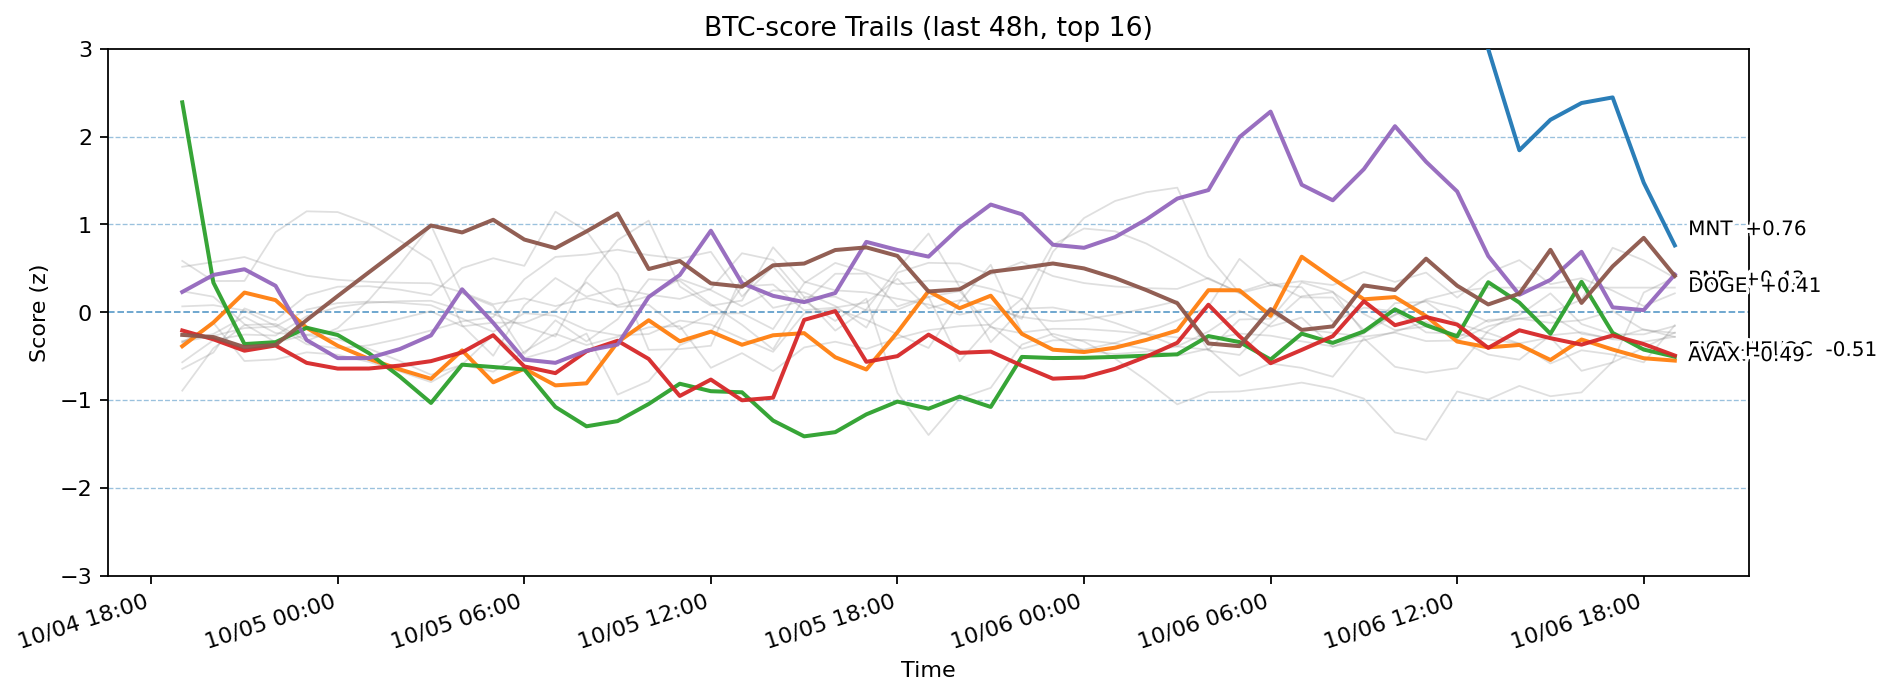 BTC-score Trails (last 48h, top 16)
Score (z)
3
2
1
0
−1
−2
−3
MNT +0.76
DOGE +0.41
AVAX -0.49
-0.51
10/04 18:00
10/05 00:00
10/05 06:00
10/05 12:00
10/05 18:00
10/06 00:00
10/06 06:00
10/06 12:00
10/06 18:00
Time